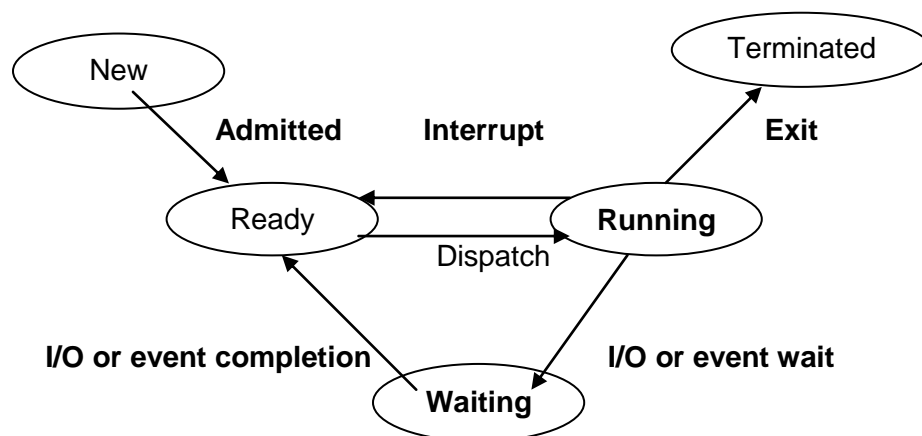 Terminated
New
Admitted
Interrupt
Exit
Ready
Running
Dispatch
I/O or event completion
I/O or event wait
Waiting